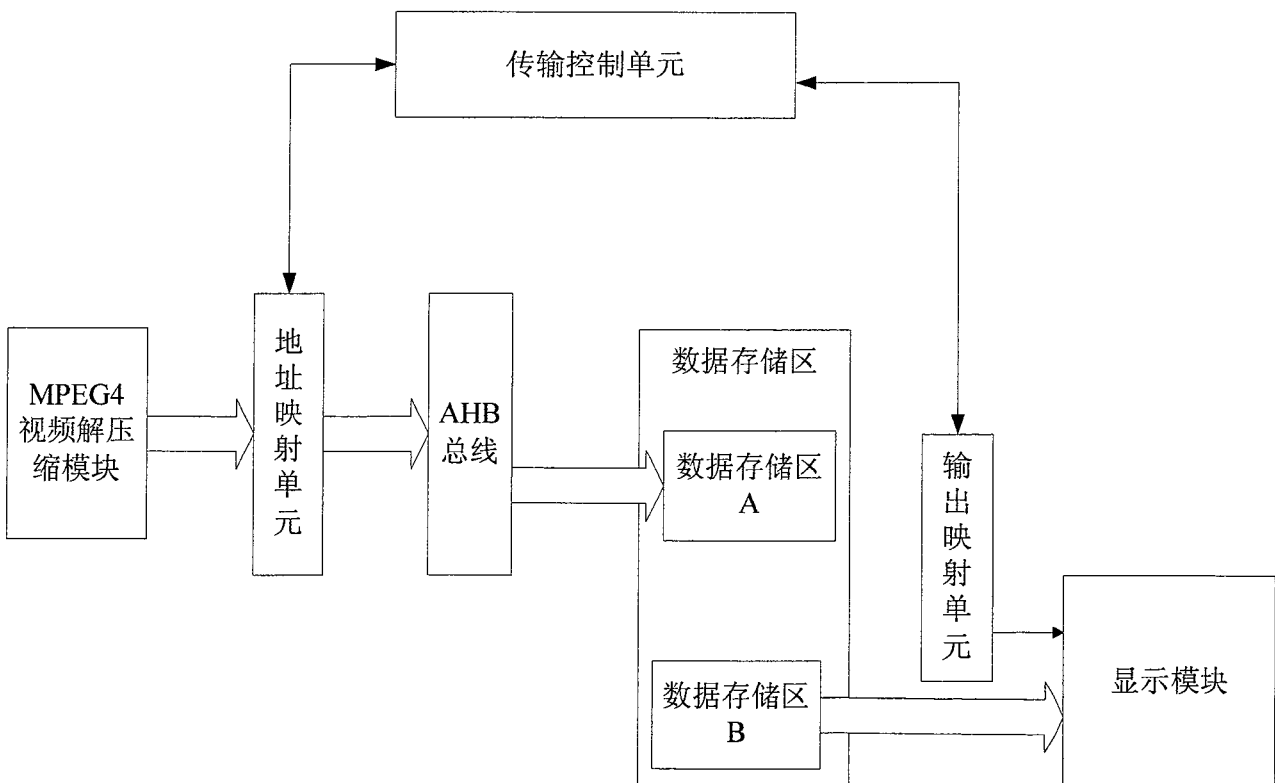 传输控制单元
MPEG4
视频解压
缩模块
地址映射单元
AHB
总线
数据存储区
数据存储区
A
数据存储区
B
输出映射单元
显示模块